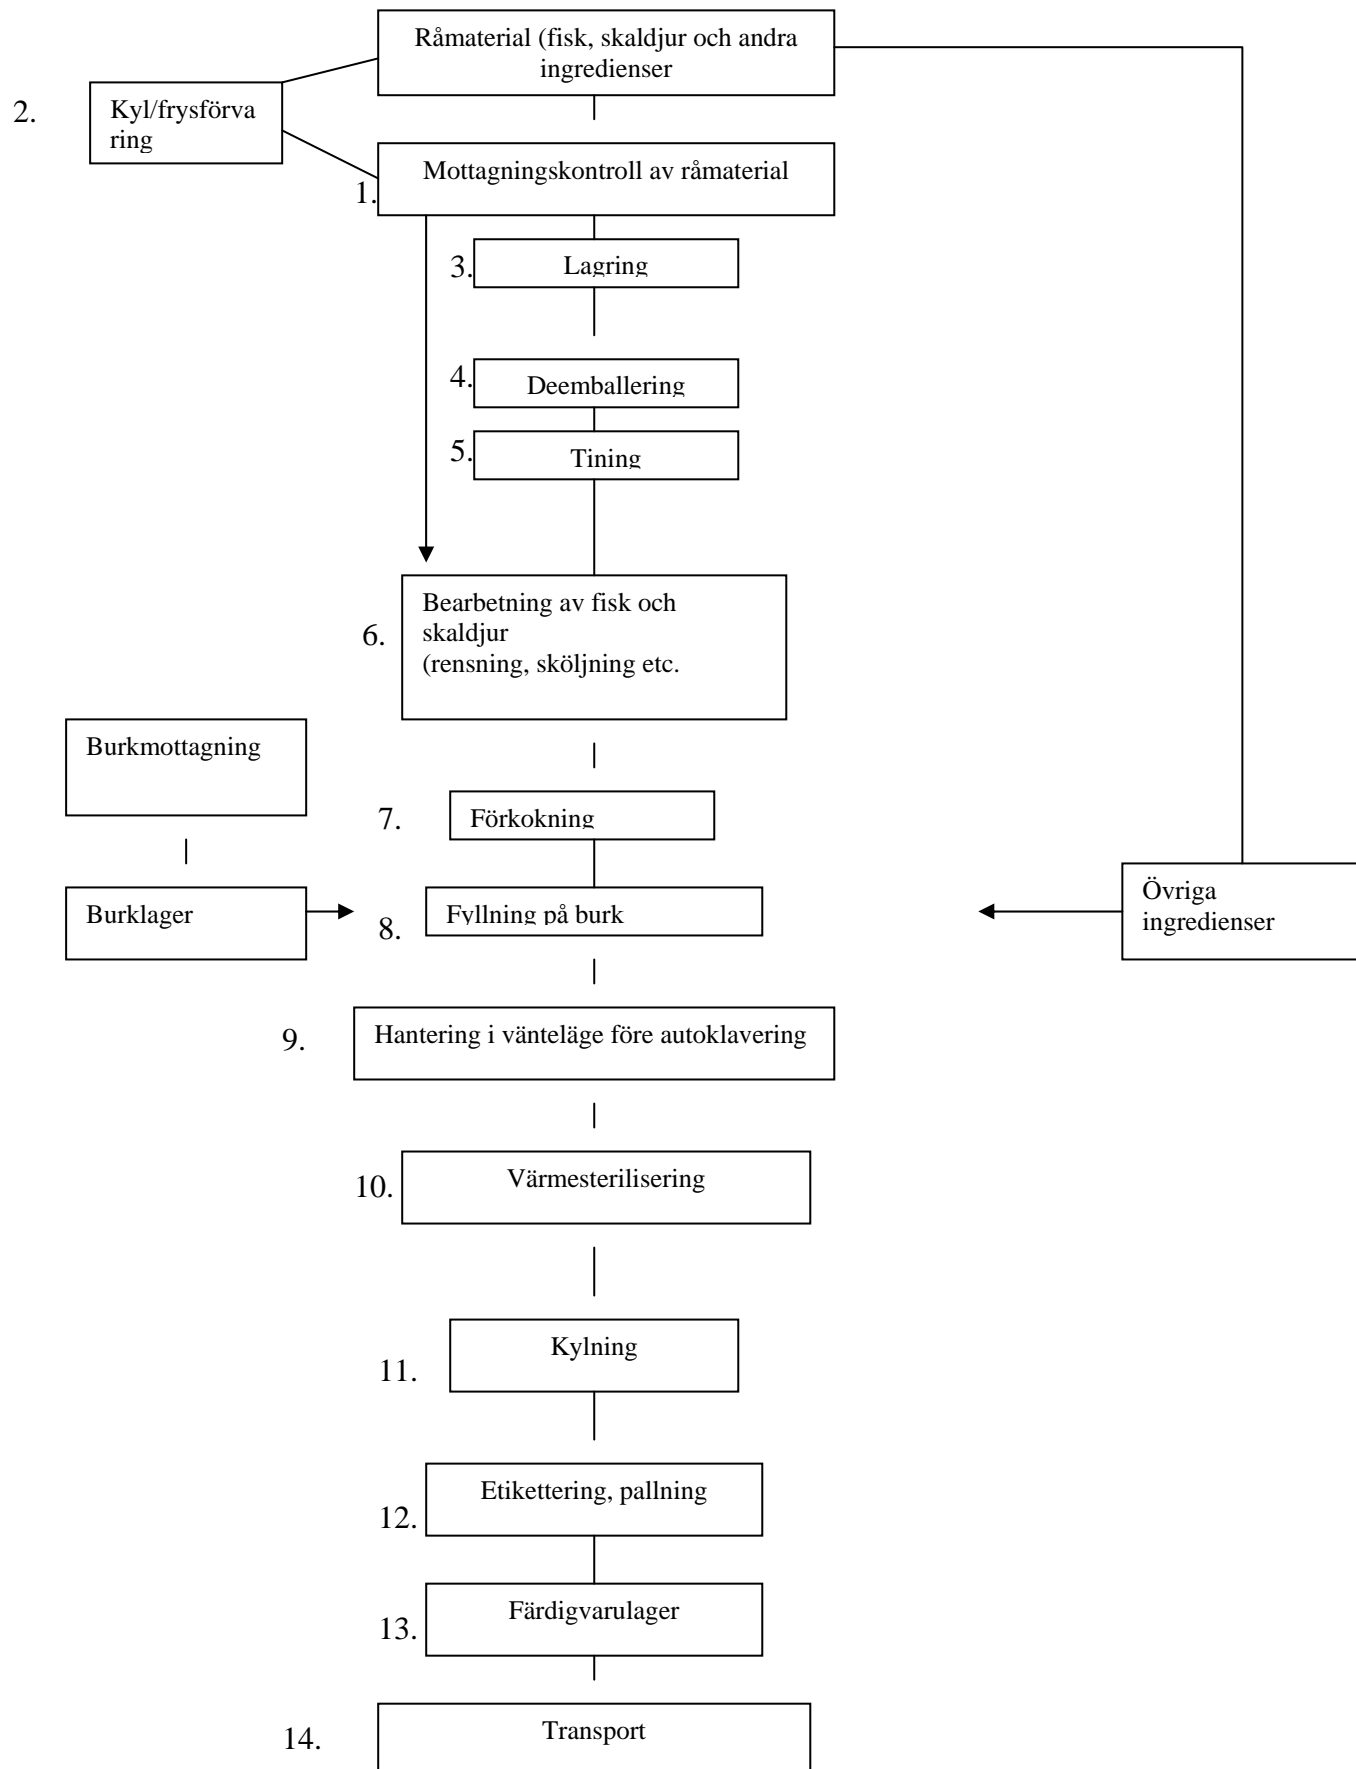 Råmaterial (fisk, skaldjur och andra
ingredienser
2.
Kyl/frysförva
ring
1.
Mottagningskontroll av råmaterial
3.
Lagring
4.
Deemballering
5.
Tining
6.
Bearbetning av fisk och
skaldjur
(rensning, sköljning etc.
Burkmottagning
7.
Förkokning
Burklager
8.
Fyllning på burk
Övriga
ingredienser
9.
Hantering i vänteläge före autoklavering
10.
Värmesterilisering
11.
Kylning
12.
Etikettering, pallning
13.
Färdigvarulager
14.
Transport